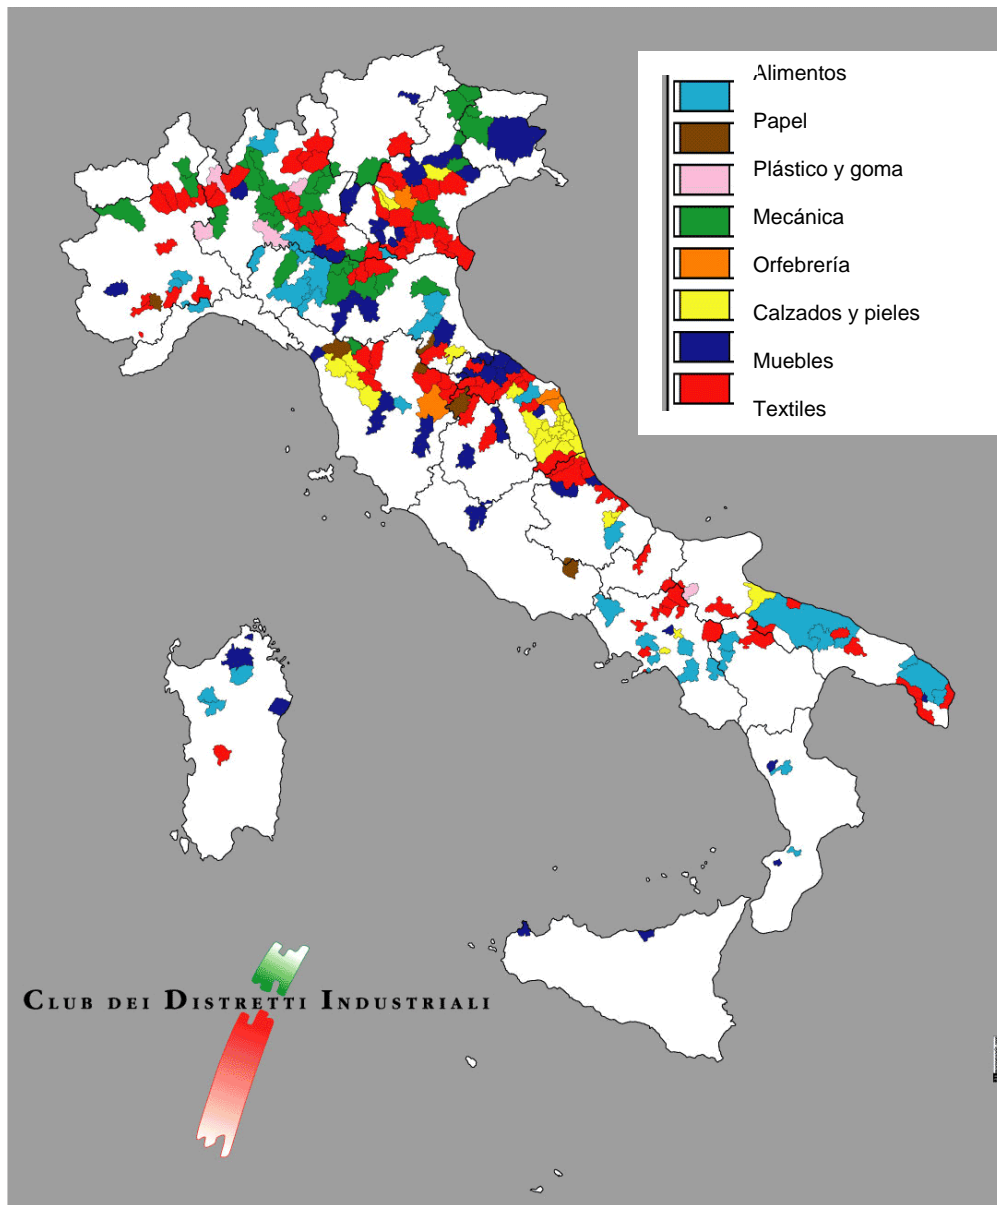 Alimentos
Papel
Plástico y goma
Mecánica
Orfebrería
Calzados y pieles
Muebles
Textiles
CLUB DEI DISTRETTI INDUSTRIALI